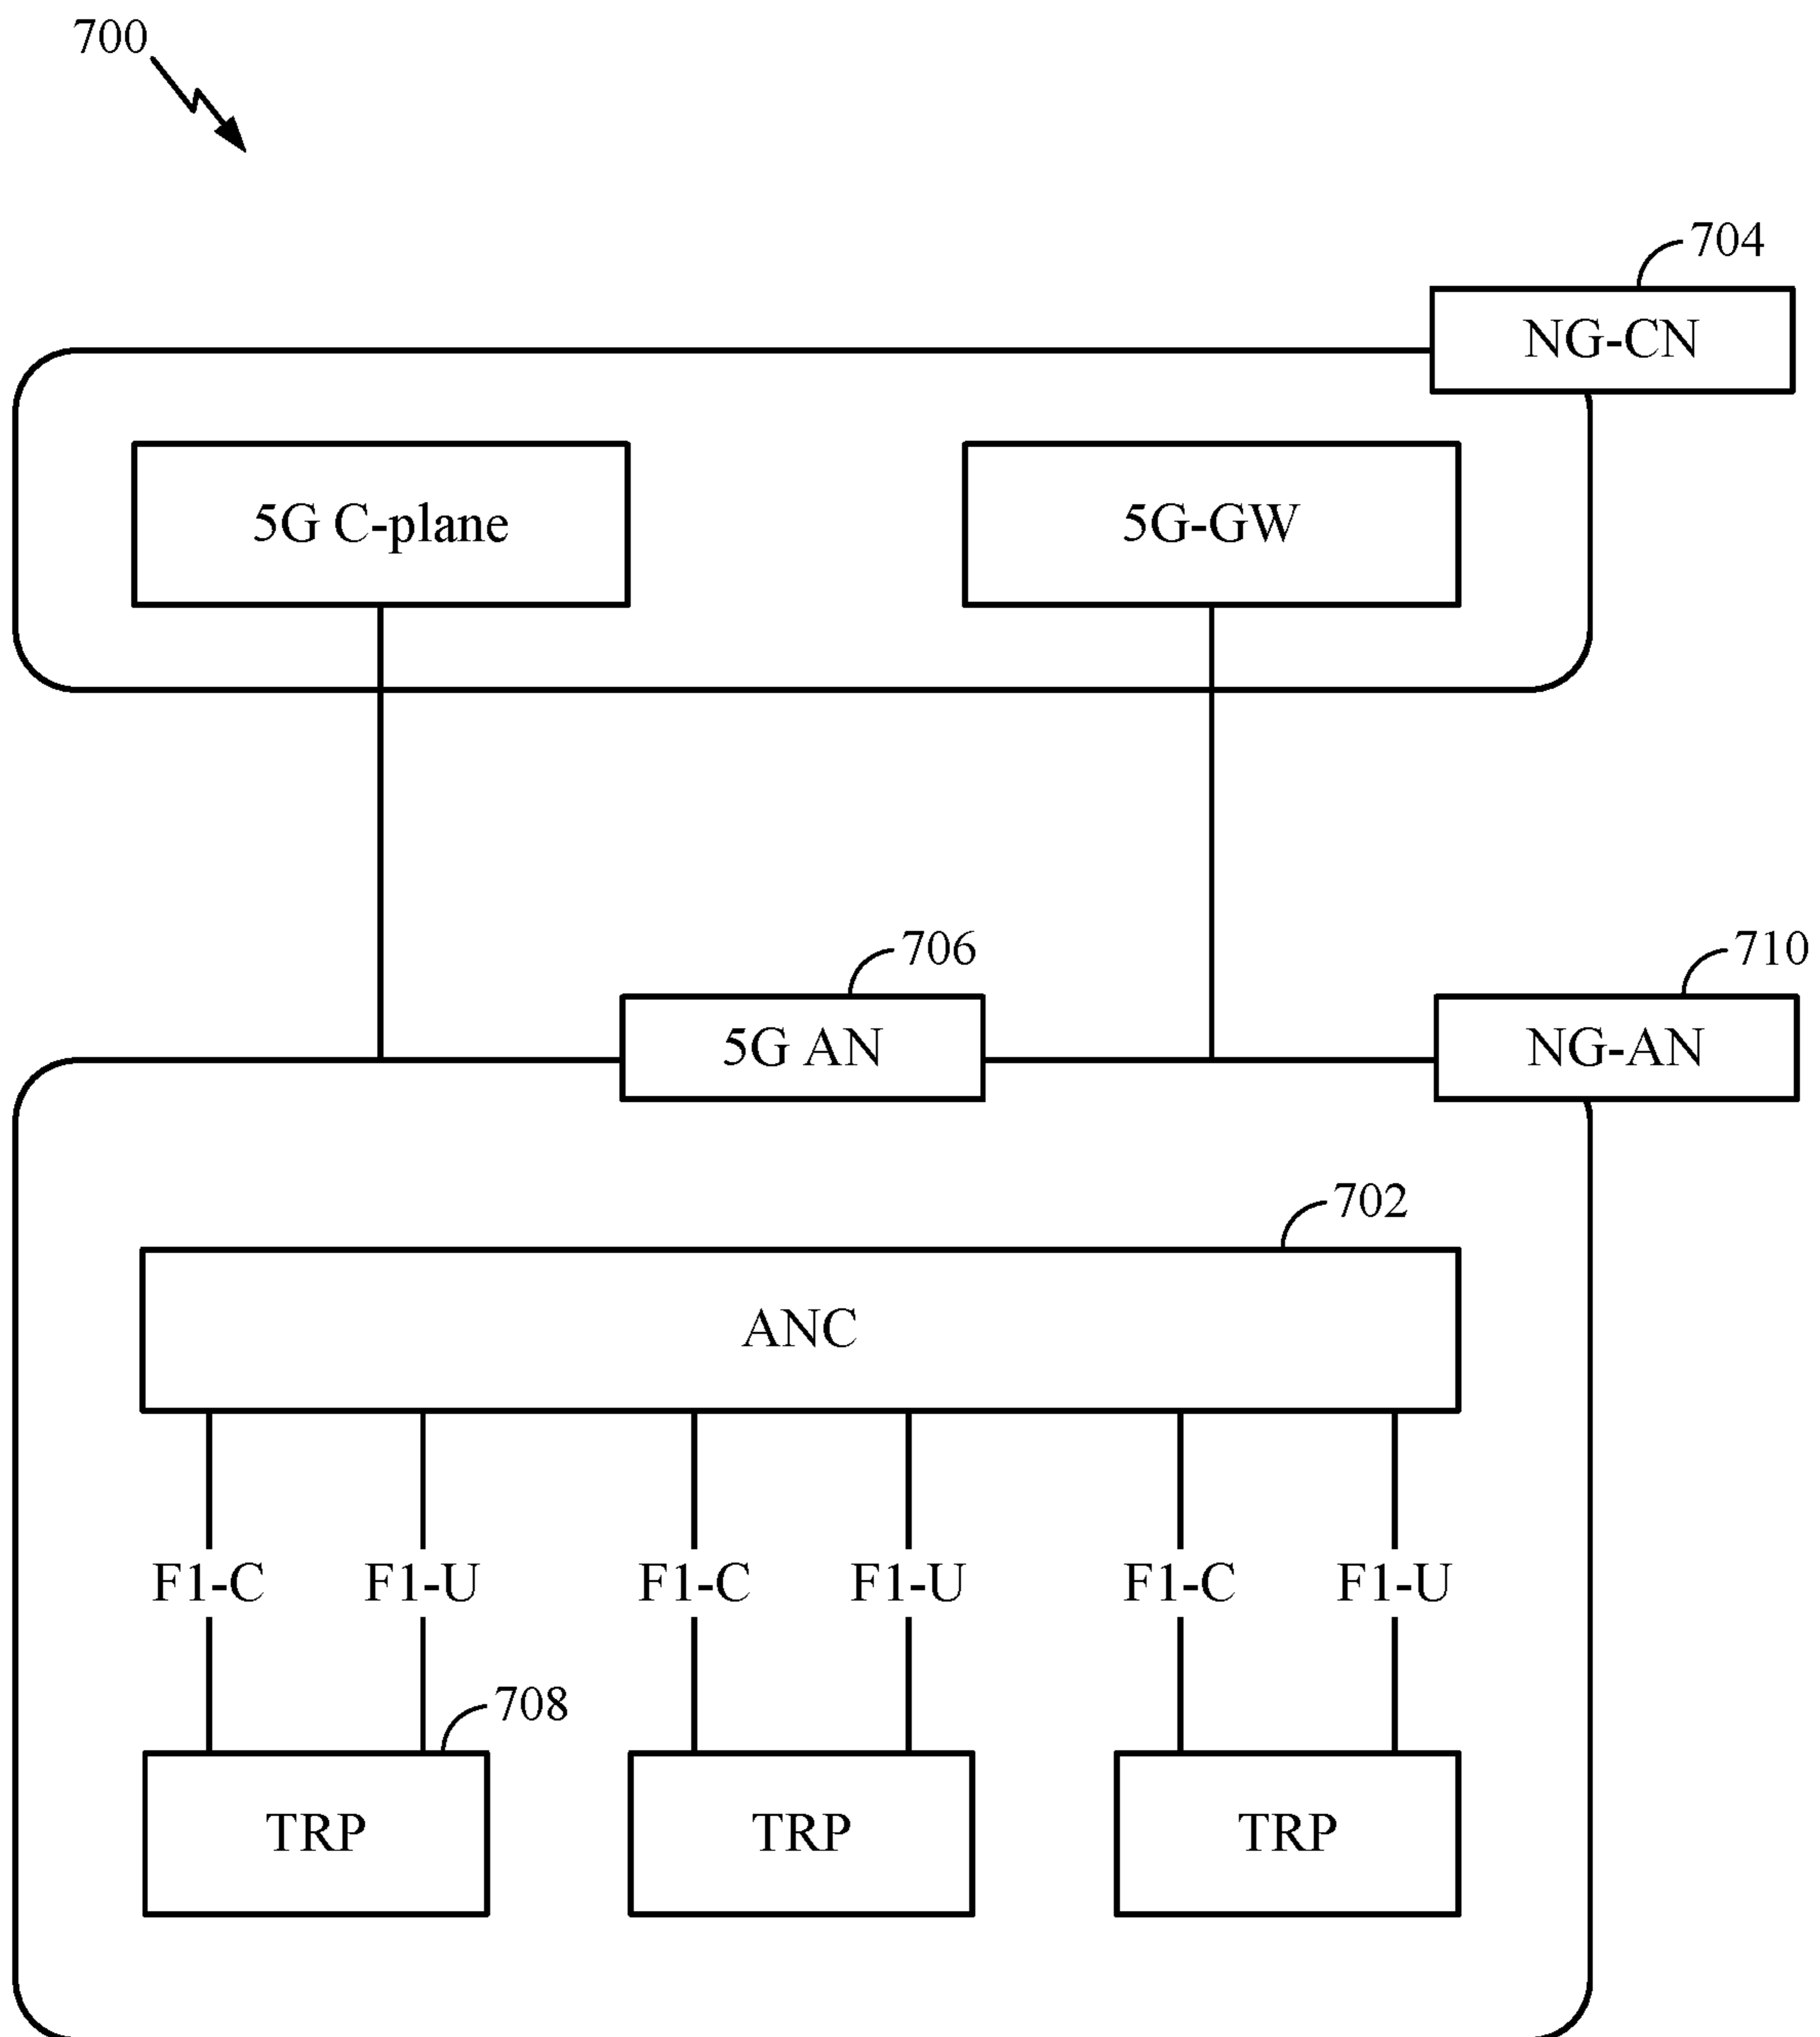 700
704
NG-CN
5G C-plane
5G-GW
706
710
5G AN
NG-AN
702
ANC
F1-C
F1-U
F1-C
F1-U
F1-C
F1-U
708
TRP
TRP
TRP